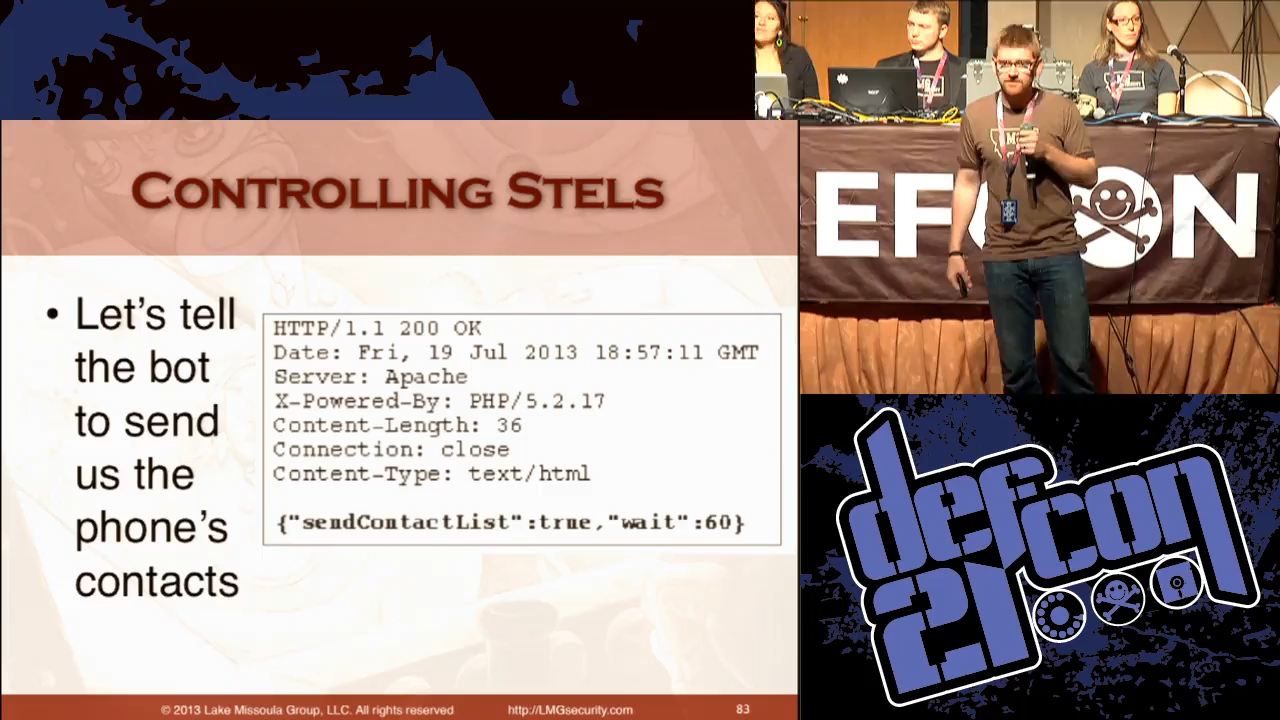 CONTROLLING STELS
• Let's tell
the bot
to send
us the
phone's
contacts
HTTP/1.1 200 OK
Date: Fri, 19 Jul 2013 18:57:11 GMT
Server: Apache
X-Powered-By: PHP/5.2.17
Content-Length: 36
Connection: close
Content-Type: text/html
{"sendContactList":true,"wait":60}
© 2013 Lake Missoula Group, LLC. All rights reserved
http://LMGsecurity.com
83
EFC N
defcon
21